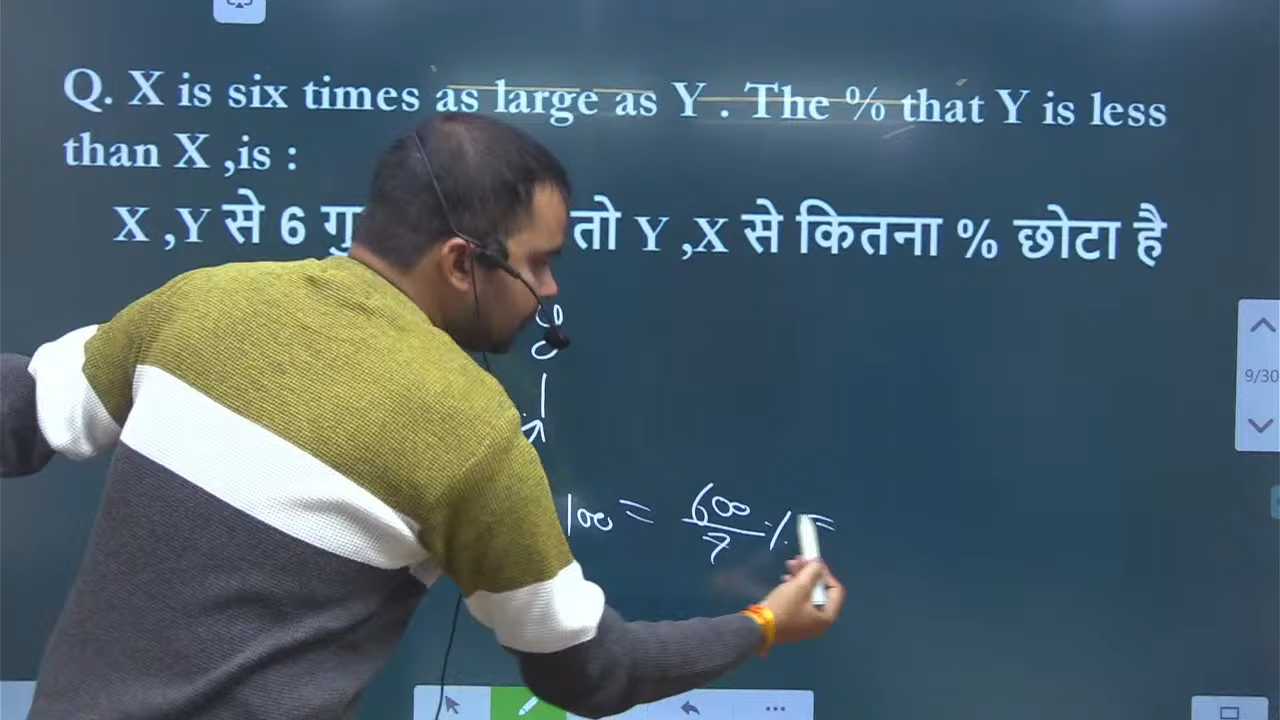 Q. X is six times as large as Y . The % that Y is less
than X ,is :
X ,Y से 6 तो Y ,X से कितना % छोटा है
1
100 = 600/7 % =
9/30